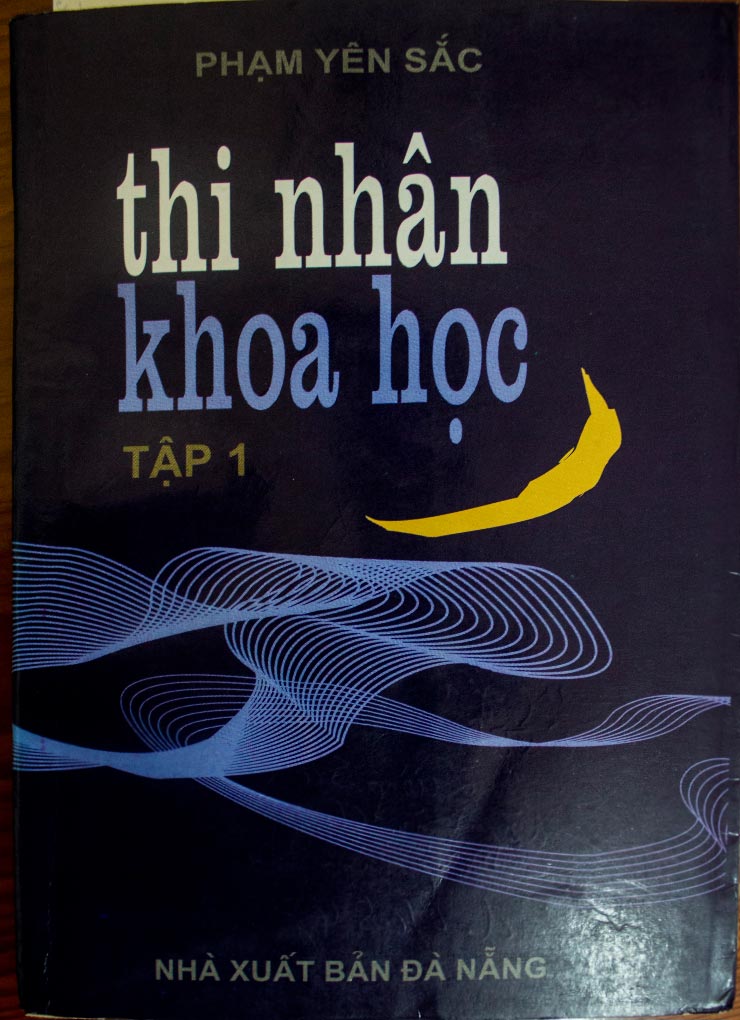 PHẠM YÊN SẮC
thi nhân
khoa học
TẬP 1
NHÀ XUẤT BẢN ĐÀ NẴNG